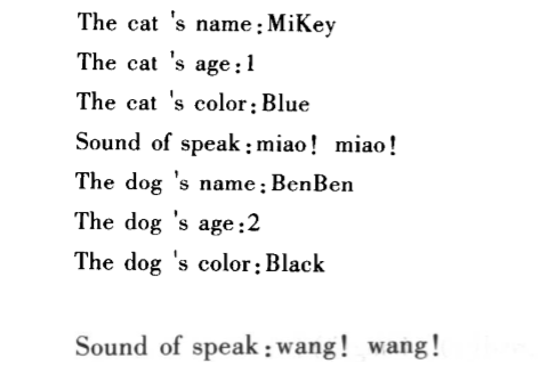 The cat 's name:MiKey
The cat 's age:1
The cat 's color:Blue
Sound of speak:miao! miao!
The dog 's name:BenBen
The dog 's age:2
The dog 's color:Black
Sound of speak:wang! wang!